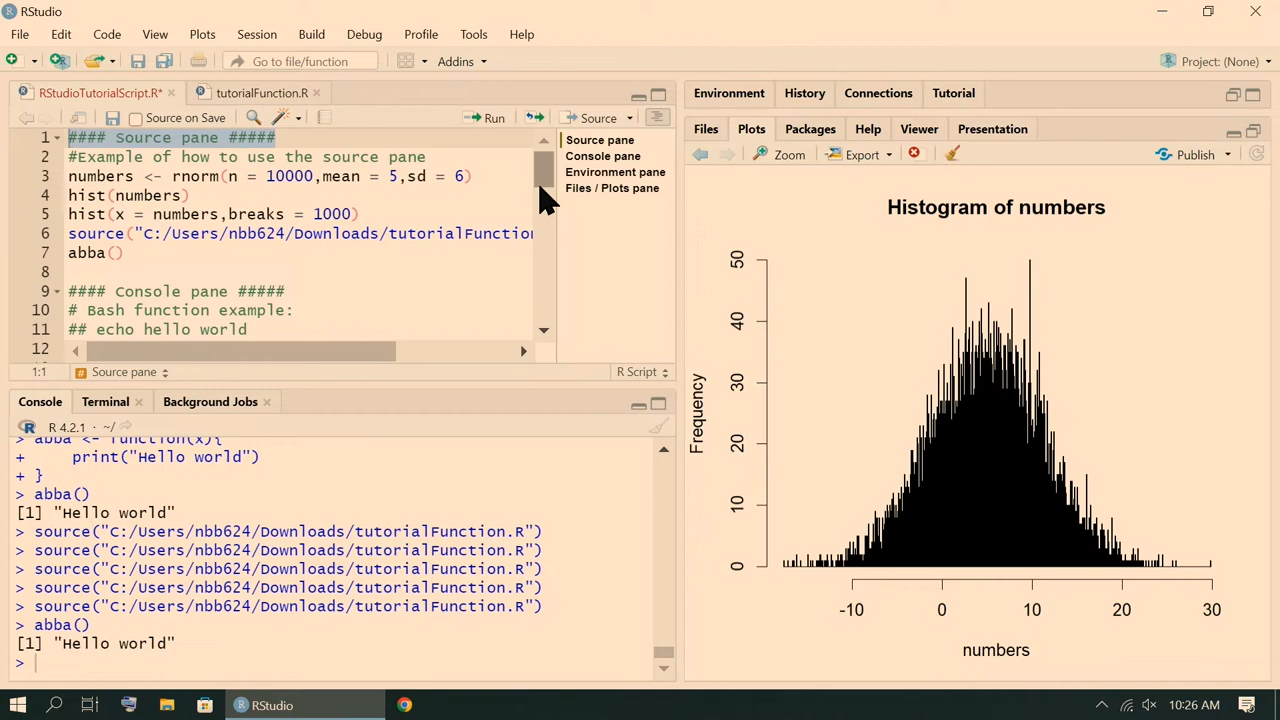 RStudio
File Edit Code View Plots Session Build Debug Profile Tools Help
Go to file/function Addins Project: (None)
RStudioTutorialScript.R* tutorialFunction.R
Source on Save Run Source
1 #### Source pane #####
2 #Example of how to use the source pane
3 numbers <- rnorm(n = 10000,mean = 5,sd = 6)
4 hist(numbers)
5 hist(x = numbers,breaks = 1000)
6 source("C:/Users/nbb624/Downloads/tutorialFunction
7 abba()
8
9 #### Console pane #####
10 # Bash function example:
11 ## echo hello world
12
Source pane
Console pane
Environment pane
Files / Plots pane
1:1 # Source pane R Script
Console Terminal Background Jobs
R 4.2.1 · ~/
> abba <- function(x){
+ print("Hello world")
+ }
> abba()
[1] "Hello world"
> source("C:/Users/nbb624/Downloads/tutorialFunction.R")
> source("C:/Users/nbb624/Downloads/tutorialFunction.R")
> source("C:/Users/nbb624/Downloads/tutorialFunction.R")
> source("C:/Users/nbb624/Downloads/tutorialFunction.R")
> source("C:/Users/nbb624/Downloads/tutorialFunction.R")
> abba()
[1] "Hello world"
>
Environment History Connections Tutorial
Files Plots Packages Help Viewer Presentation
Zoom Export Publish
Histogram of numbers
Frequency
50
40
30
20
10
0
-10 0 10 20 30
numbers
RStudio 10:26 AM